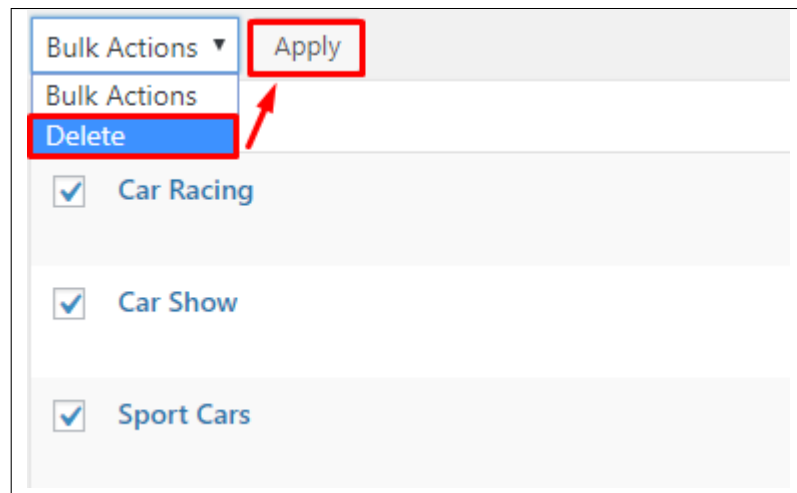 Bulk Actions Apply
Bulk Actions
Delete
Car Racing
Car Show
Sport Cars